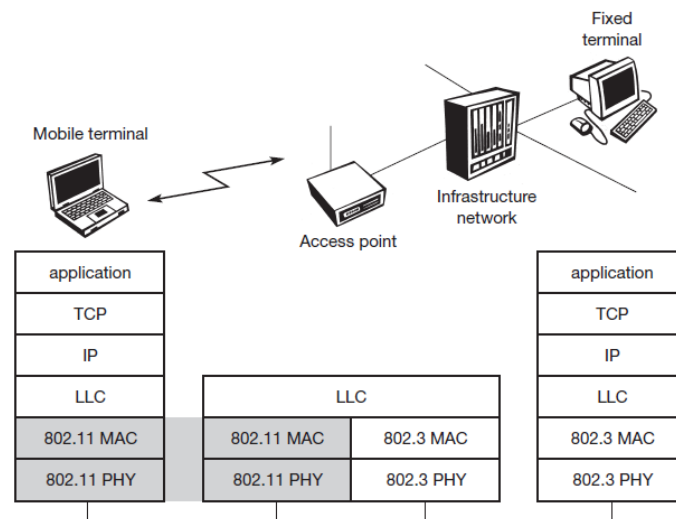 Fixed
terminal
Mobile terminal
Infrastructure
network
Access point
application
TCP
IP
LLC
802.11 MAC
802.11 PHY
LLC
802.11 MAC 802.3 MAC
802.11 PHY 802.3 PHY
application
TCP
IP
LLC
802.3 MAC
802.3 PHY